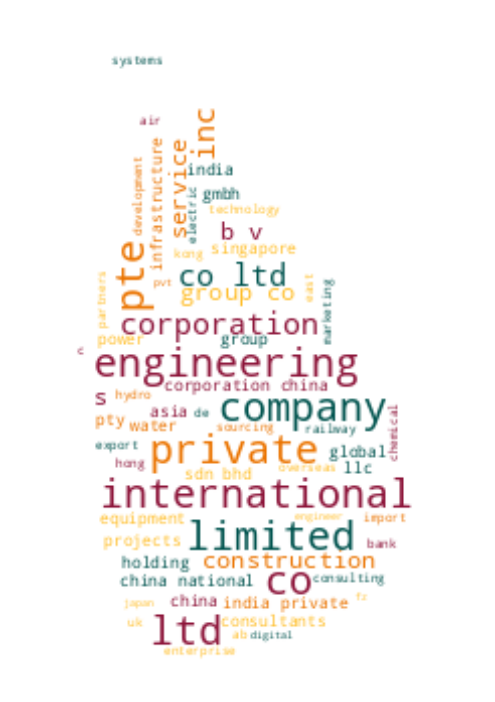 systems
air
inc
service
infrastructure
development
electric
india
gmbh
technology
b v
singapore
kong
pte
pvt
co ltd
group co
east
marketing
partners
corporation
power
group
c
engineering
corporation china
s
hydro
company
asia
de
chemical
pty
water
sourcing
railway
export
private
global
hong
sdn bhd
overseas
llc
international
equipment
engineer
import
projects
limited
bank
holding
construction
china national
co
consulting
japan
china
india private
fz
uk
ltd
consultants
ab
digital
enterprise